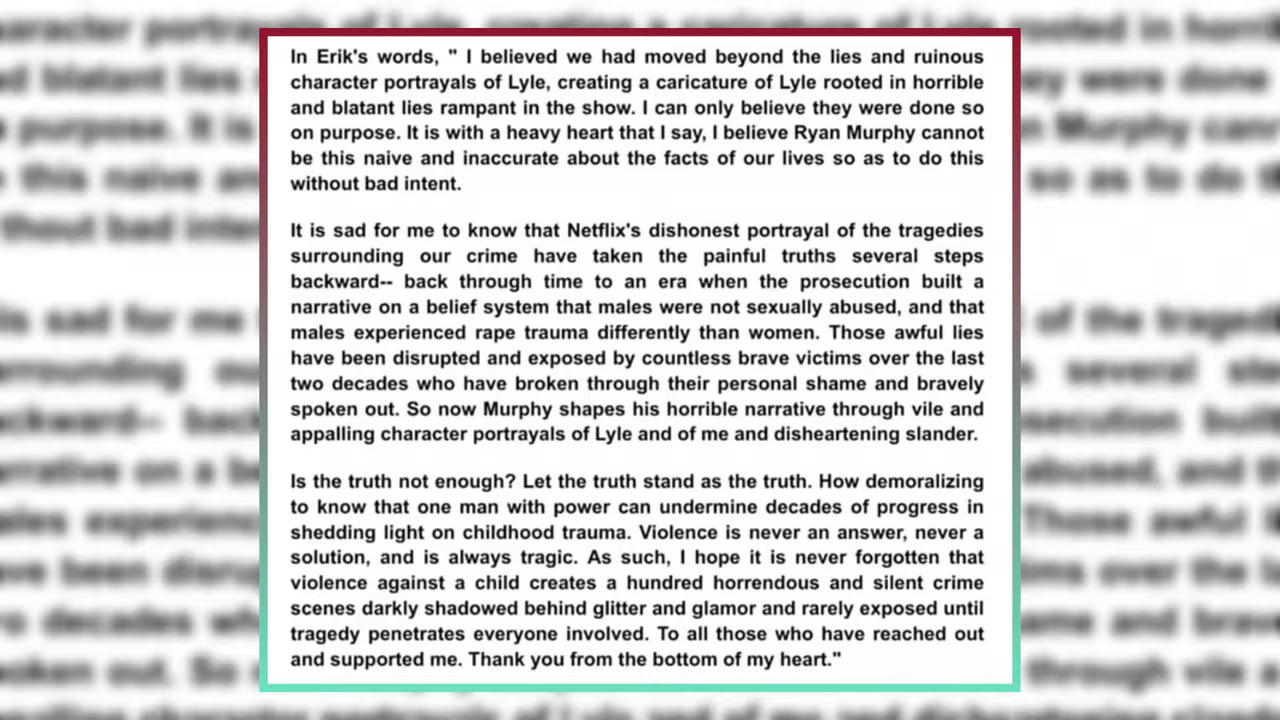 In Erik's words, " I believed we had moved beyond the lies and ruinous
character portrayals of Lyle, creating a caricature of Lyle rooted in horrible
and blatant lies rampant in the show. I can only believe they were done so
on purpose. It is with a heavy heart that I say, I believe Ryan Murphy cannot
be this naive and inaccurate about the facts of our lives so as to do this
without bad intent.
It is sad for me to know that Netflix's dishonest portrayal of the tragedies
surrounding our crime have taken the painful truths several steps
backward-- back through time to an era when the prosecution built a
narrative on a belief system that males were not sexually abused, and that
males experienced rape trauma differently than women. Those awful lies
have been disrupted and exposed by countless brave victims over the last
two decades who have broken through their personal shame and bravely
spoken out. So now Murphy shapes his horrible narrative through vile and
appalling character portrayals of Lyle and of me and disheartening slander.
Is the truth not enough? Let the truth stand as the truth. How demoralizing
to know that one man with power can undermine decades of progress in
shedding light on childhood trauma. Violence is never an answer, never a
solution, and is always tragic. As such, I hope it is never forgotten that
violence against a child creates a hundred horrendous and silent crime
scenes darkly shadowed behind glitter and glamor and rarely exposed until
tragedy penetrates everyone involved. To all those who have reached out
and supported me. Thank you from the bottom of my heart."